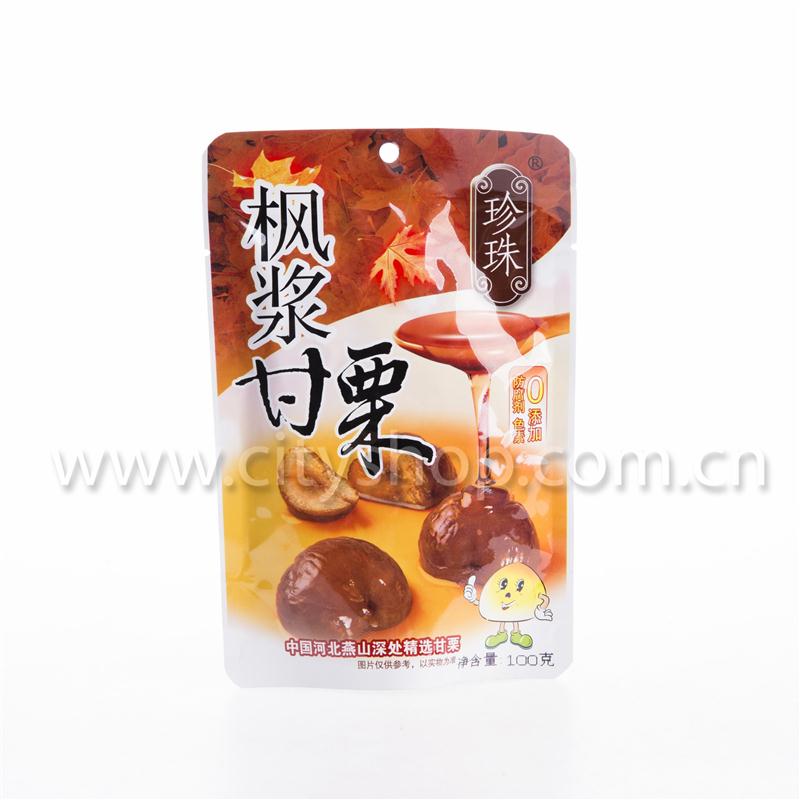 珍珠
®
枫浆
甘栗
0添加
防腐剂 色素
www.cityshop.com.cn
中国河北燕山深处精选甘栗
图片仅供参考，以实物为准
净含量:100克